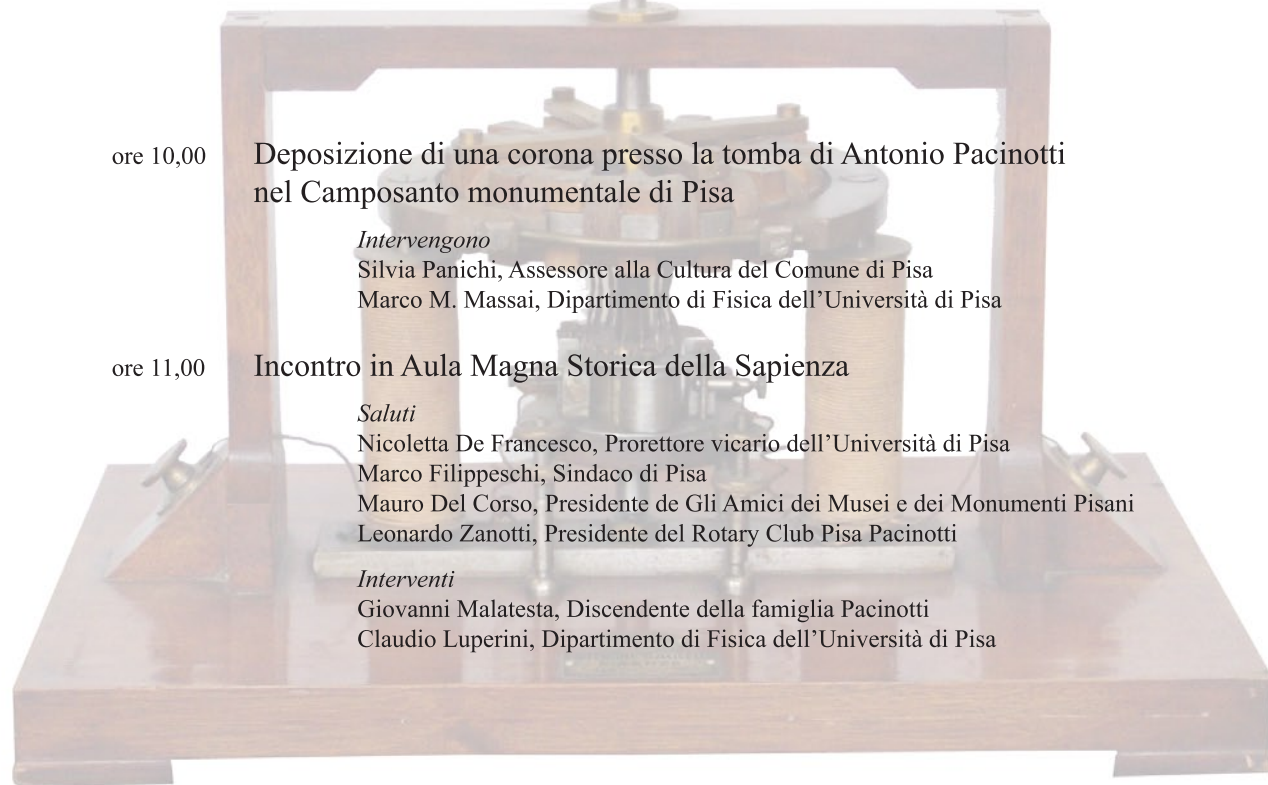 ore 10,00 Deposizione di una corona presso la tomba di Antonio Pacinotti
nel Camposanto monumentale di Pisa
Intervengono
Silvia Panichi, Assessore alla Cultura del Comune di Pisa
Marco M. Massai, Dipartimento di Fisica dell’Università di Pisa
ore 11,00 Incontro in Aula Magna Storica della Sapienza
Saluti
Nicoletta De Francesco, Prorettore vicario dell’Università di Pisa
Marco Filippeschi, Sindaco di Pisa
Mauro Del Corso, Presidente de Gli Amici dei Musei e dei Monumenti Pisani
Leonardo Zanotti, Presidente del Rotary Club Pisa Pacinotti
Interventi
Giovanni Malatesta, Discendente della famiglia Pacinotti
Claudio Luperini, Dipartimento di Fisica dell’Università di Pisa